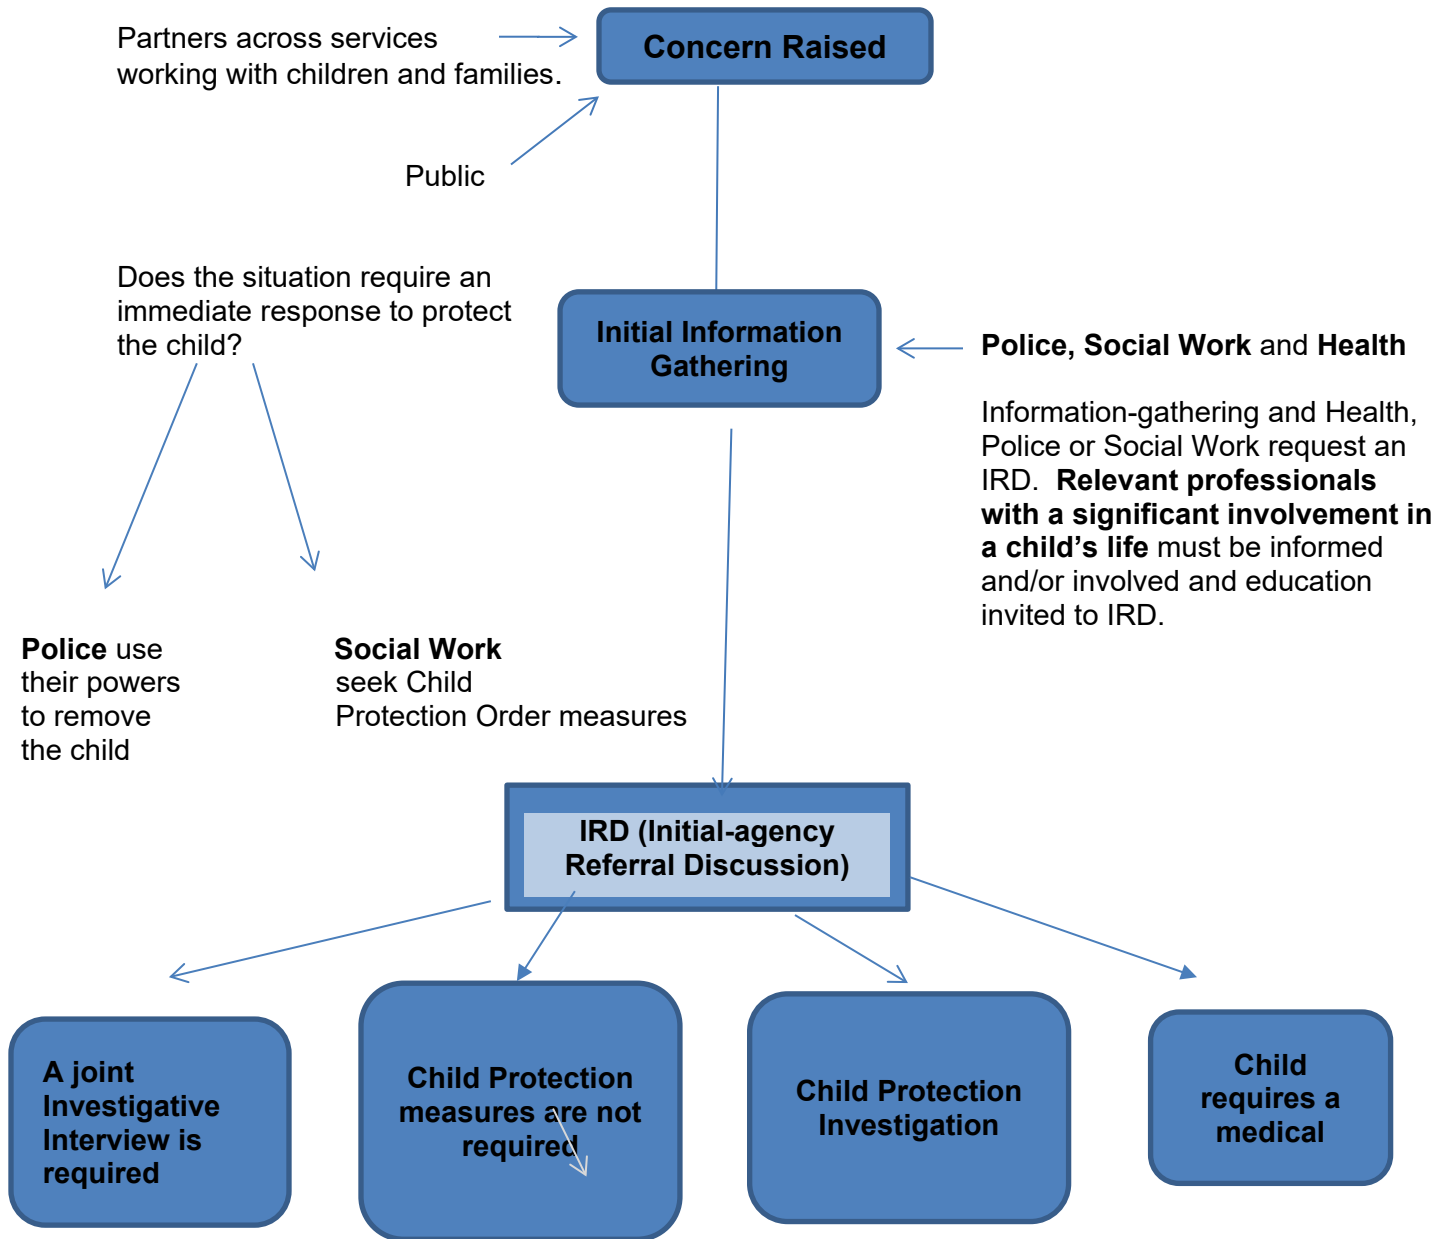 Partners across services
working with children and families.
Concern Raised
Public
Does the situation require an
immediate response to protect
the child?
Initial Information
Gathering
Police, Social Work and Health
Information-gathering and Health,
Police or Social Work request an
IRD.  Relevant professionals
with a significant involvement in
a child’s life must be informed
and/or involved and education
invited to IRD.
Police use
their powers
to remove
the child
Social Work
seek Child
Protection Order measures
IRD (Initial-agency
Referral Discussion)
A joint
Investigative
Interview is
required
Child Protection
measures are not
required
Child Protection
Investigation
Child
requires a
medical